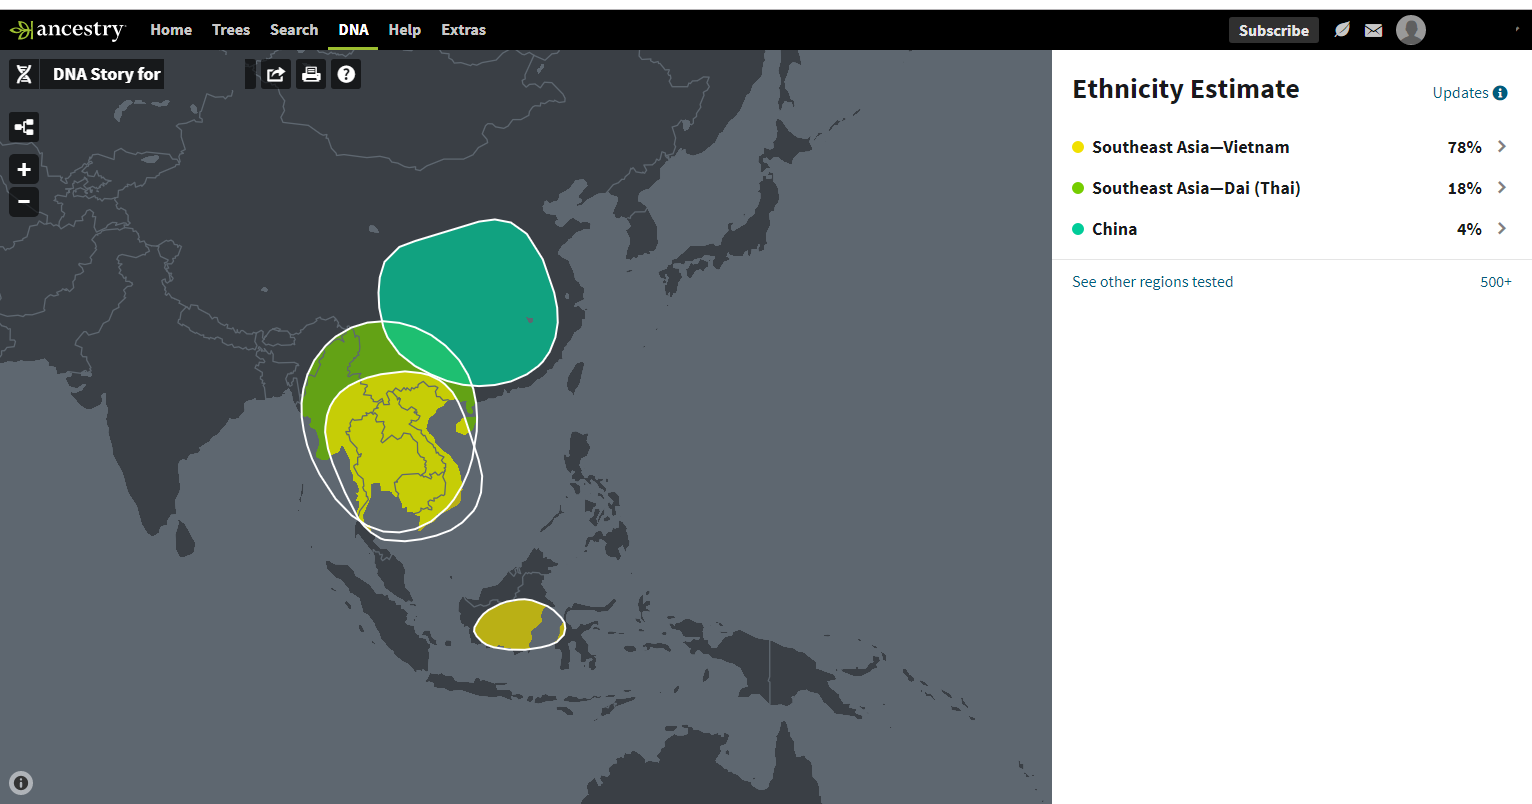 ancestry Home Trees Search DNA Help Extras Subscribe
DNA Story for
Ethnicity Estimate
Updates
Southeast Asia—Vietnam 78%
Southeast Asia—Dai (Thai) 18%
China 4%
See other regions tested 500+